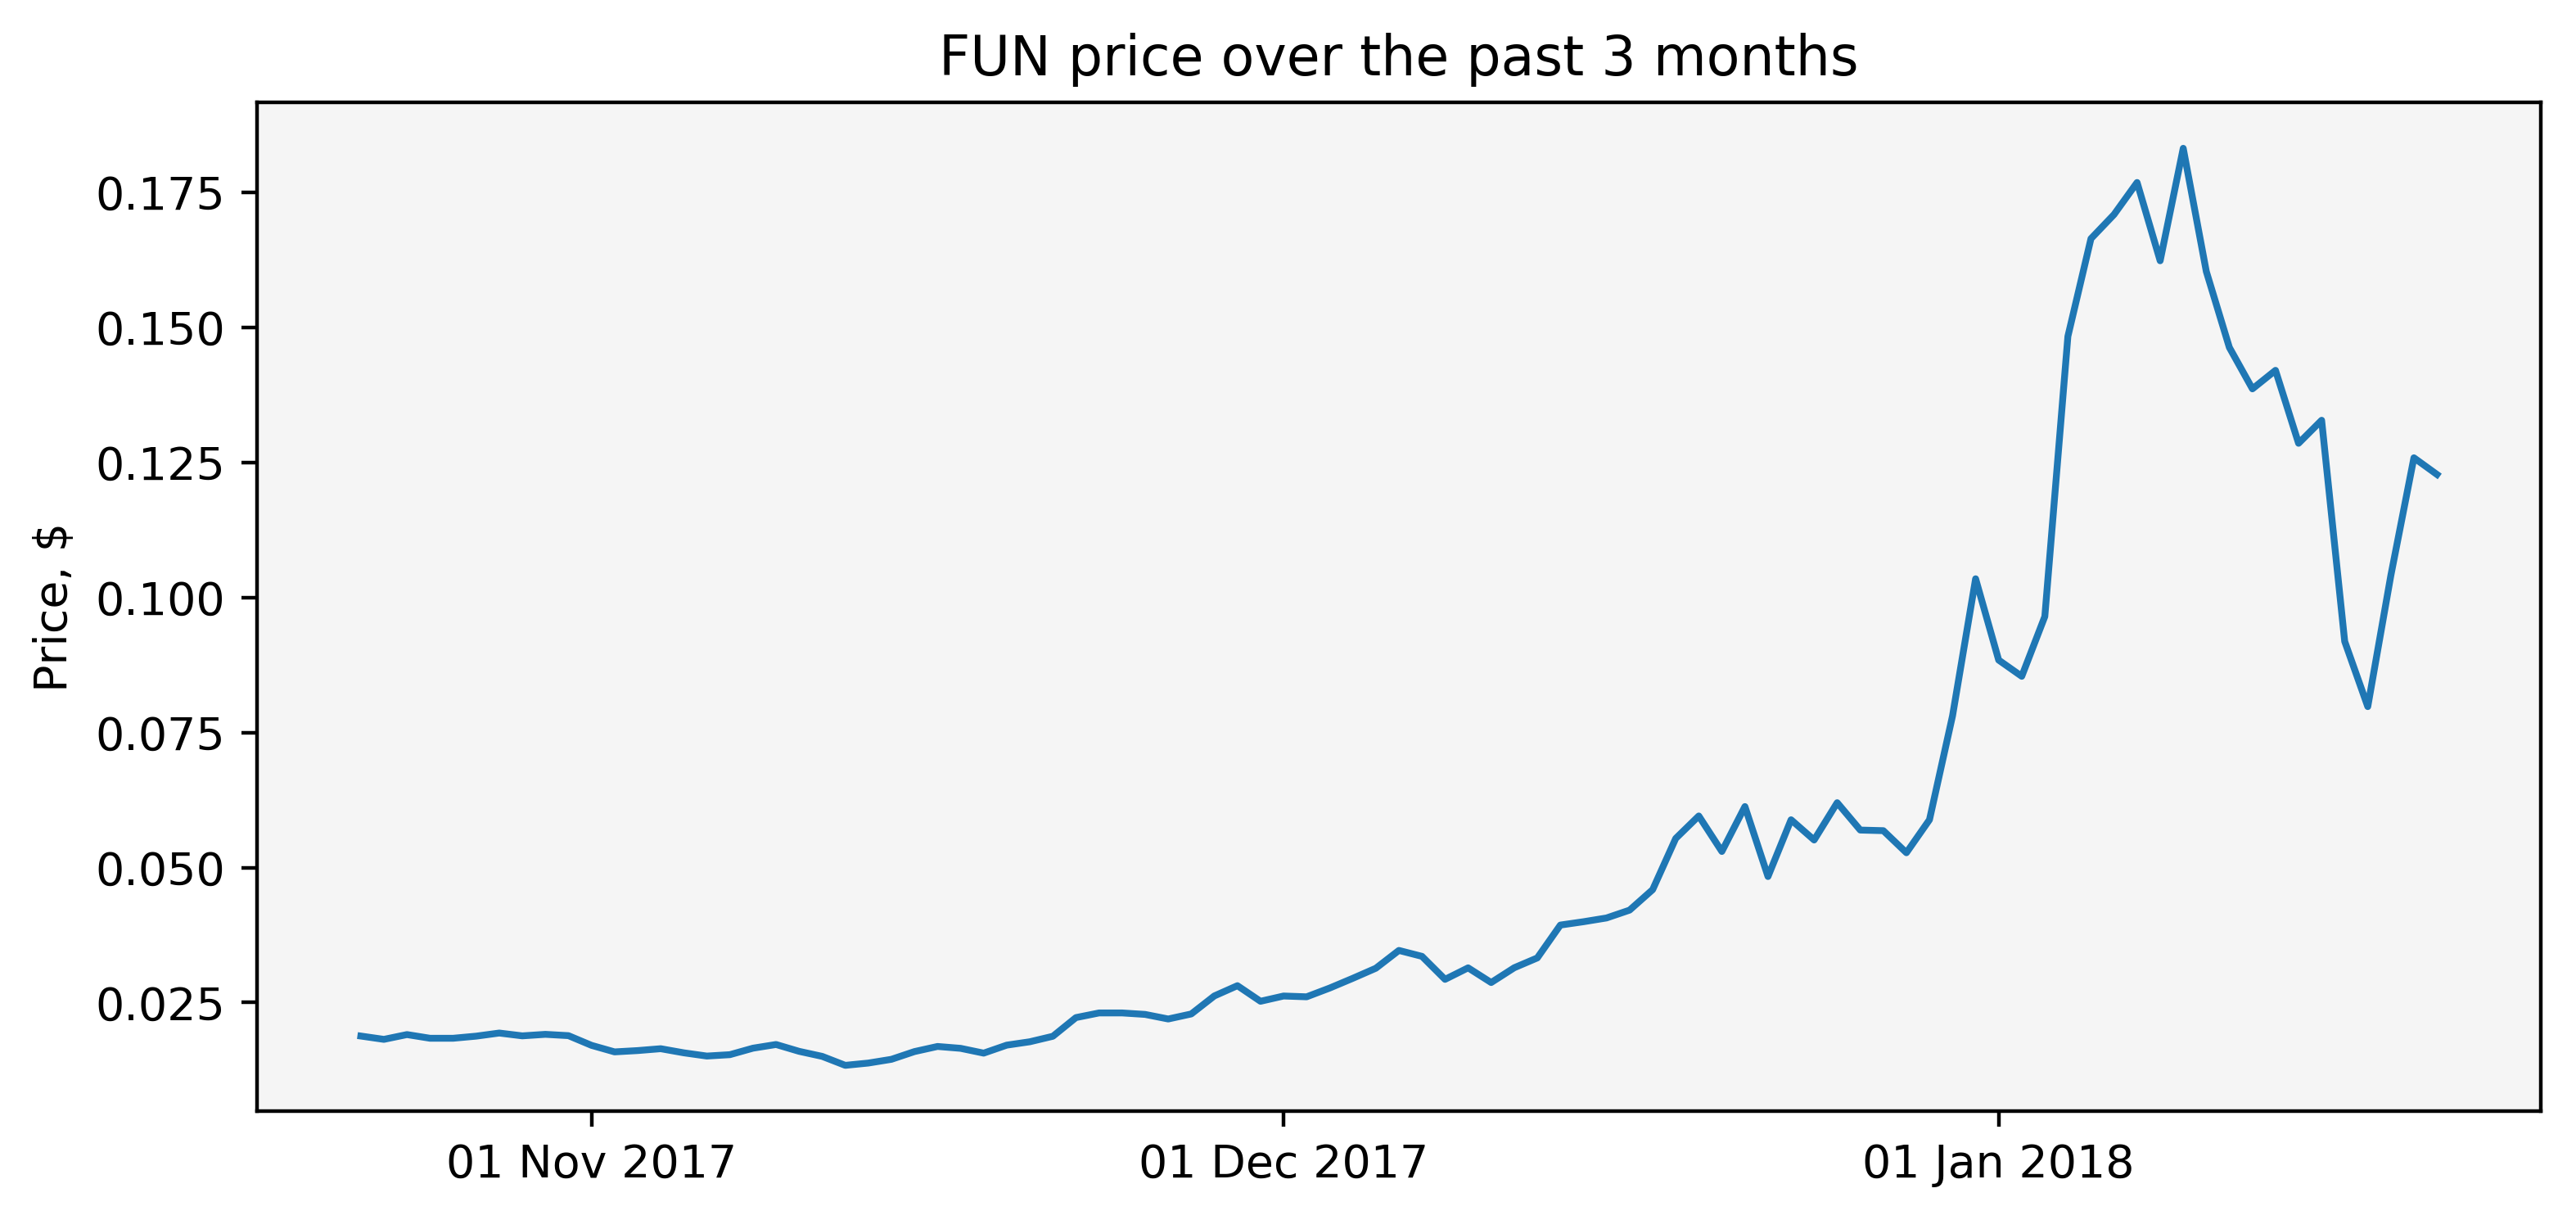 FUN price over the past 3 months
Price, $
0.175
0.150
0.125
0.100
0.075
0.050
0.025
01 Nov 2017
01 Dec 2017
01 Jan 2018